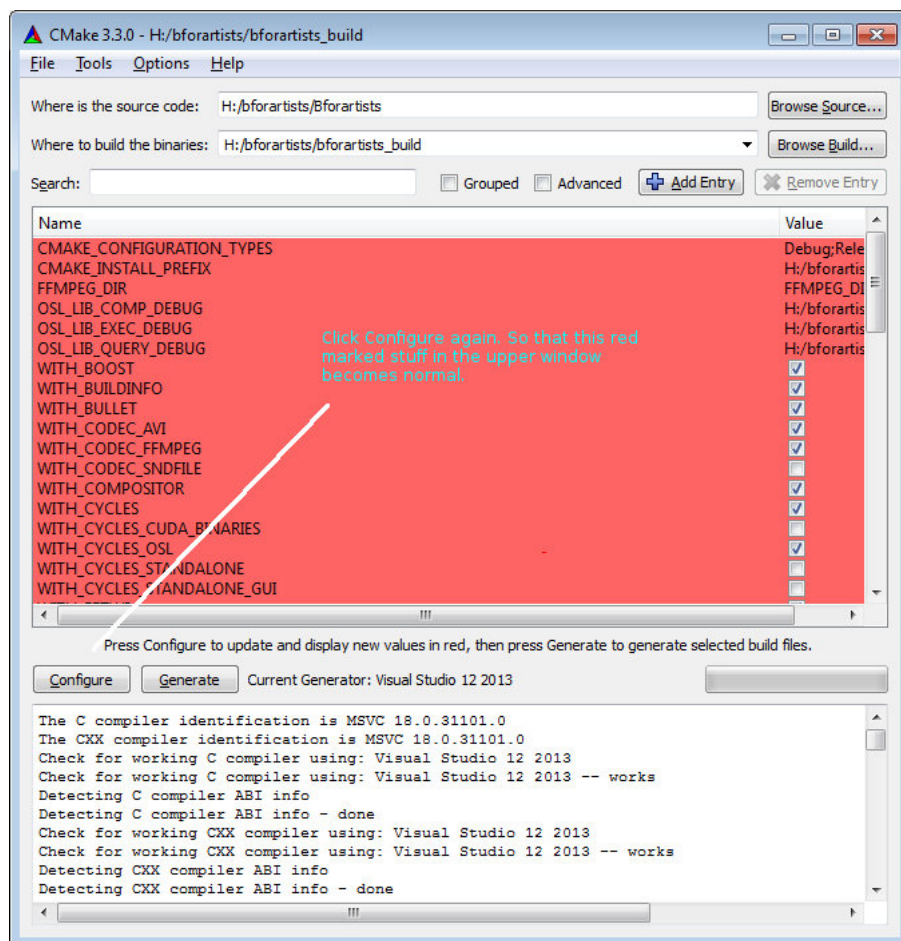 CMake 3.3.0 - H:/bforartists/bforartists_build
File Tools Options Help
Where is the source code: H:/bforartists/Bforartists Browse Source...
Where to build the binaries: H:/bforartists/bforartists_build Browse Build...
Search: Grouped Advanced Add Entry Remove Entry
Name Value
CMAKE_CONFIGURATION_TYPES Debug;Rele
CMAKE_INSTALL_PREFIX H:/bforartis
FFMPEG_DIR FFMPEG_DI
OSL_LIB_COMP_DEBUG H:/bforartis
OSL_LIB_EXEC_DEBUG H:/bforartis
OSL_LIB_QUERY_DEBUG H:/bforartis
Click Configure again. So that this red
marked stuff in the upper window
becomes normal.
WITH_BOOST
WITH_BUILDINFO
WITH_BULLET
WITH_CODEC_AVI
WITH_CODEC_FFMPEG
WITH_CODEC_SNDFILE
WITH_COMPOSITOR
WITH_CYCLES
WITH_CYCLES_CUDA_BINARIES
WITH_CYCLES_OSL
WITH_CYCLES_STANDALONE
WITH_CYCLES_STANDALONE_GUI
Press Configure to update and display new values in red, then press Generate to generate selected build files.
Configure Generate Current Generator: Visual Studio 12 2013
The C compiler identification is MSVC 18.0.31101.0
The CXX compiler identification is MSVC 18.0.31101.0
Check for working C compiler using: Visual Studio 12 2013
Check for working C compiler using: Visual Studio 12 2013 -- works
Detecting C compiler ABI info
Detecting C compiler ABI info - done
Check for working CXX compiler using: Visual Studio 12 2013
Check for working CXX compiler using: Visual Studio 12 2013 -- works
Detecting CXX compiler ABI info
Detecting CXX compiler ABI info - done